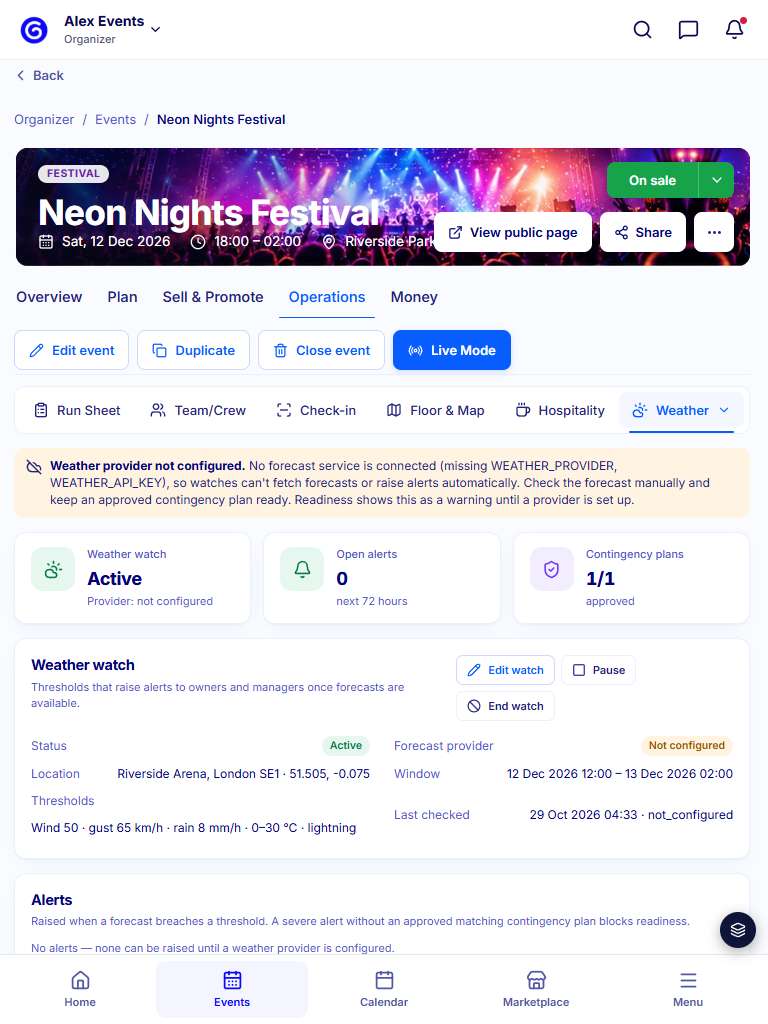 Alex Events
Organizer
Back
Organizer / Events / Neon Nights Festival
FESTIVAL
On sale
Neon Nights Festival
Sat, 12 Dec 2026 18:00 – 02:00 Riverside Park
View public page
Share
Overview Plan Sell & Promote Operations Money
Edit event Duplicate Close event Live Mode
Run Sheet Team/Crew Check-in Floor & Map Hospitality Weather
Weather provider not configured. No forecast service is connected (missing WEATHER_PROVIDER,
WEATHER_API_KEY), so watches can't fetch forecasts or raise alerts automatically. Check the forecast manually and
keep an approved contingency plan ready. Readiness shows this as a warning until a provider is set up.
Weather watch
Active
Provider: not configured
Open alerts
0
next 72 hours
Contingency plans
1/1
approved
Weather watch
Thresholds that raise alerts to owners and managers once forecasts are
available.
Edit watch
Pause
End watch
Status Active
Forecast provider Not configured
Location Riverside Arena, London SE1 · 51.505, -0.075
Window 12 Dec 2026 12:00 – 13 Dec 2026 02:00
Thresholds
Wind 50 · gust 65 km/h · rain 8 mm/h · 0–30 °C · lightning
Last checked 29 Oct 2026 04:33 · not_configured
Alerts
Raised when a forecast breaches a threshold. A severe alert without an approved matching contingency plan blocks readiness.
No alerts — none can be raised until a weather provider is configured.
Home Events Calendar Marketplace Menu